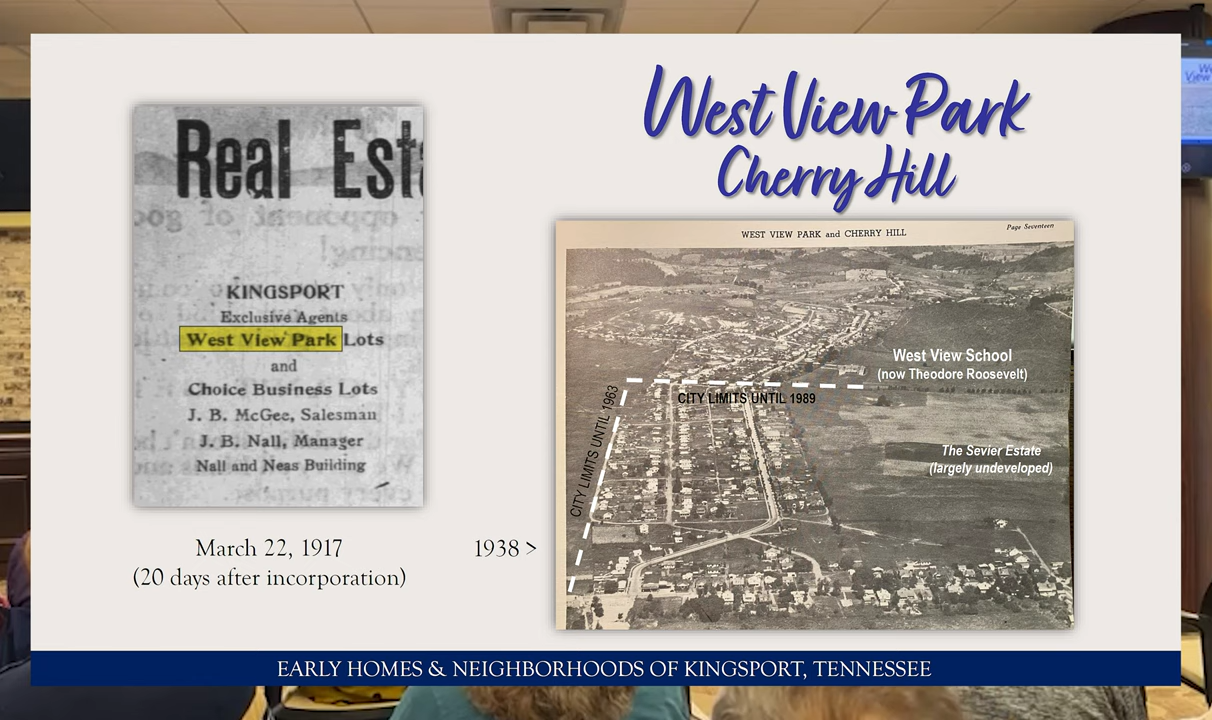 West View Park
Cherry Hill
Real Est
KINGSPORT
Exclusive Agents
West View Park Lots
and
Choice Business Lots
J. B. McGee, Salesman
J. B. Nall, Manager
Nall and Neas Building
March 22, 1917
(20 days after incorporation)
1938 >
WEST VIEW PARK and CHERRY HILL
Page Seventeen
West View School
(now Theodore Roosevelt)
CITY LIMITS UNTIL 1989
CITY LIMITS UNTIL 1963
The Sevier Estate
(largely undeveloped)
EARLY HOMES & NEIGHBORHOODS OF KINGSPORT, TENNESSEE